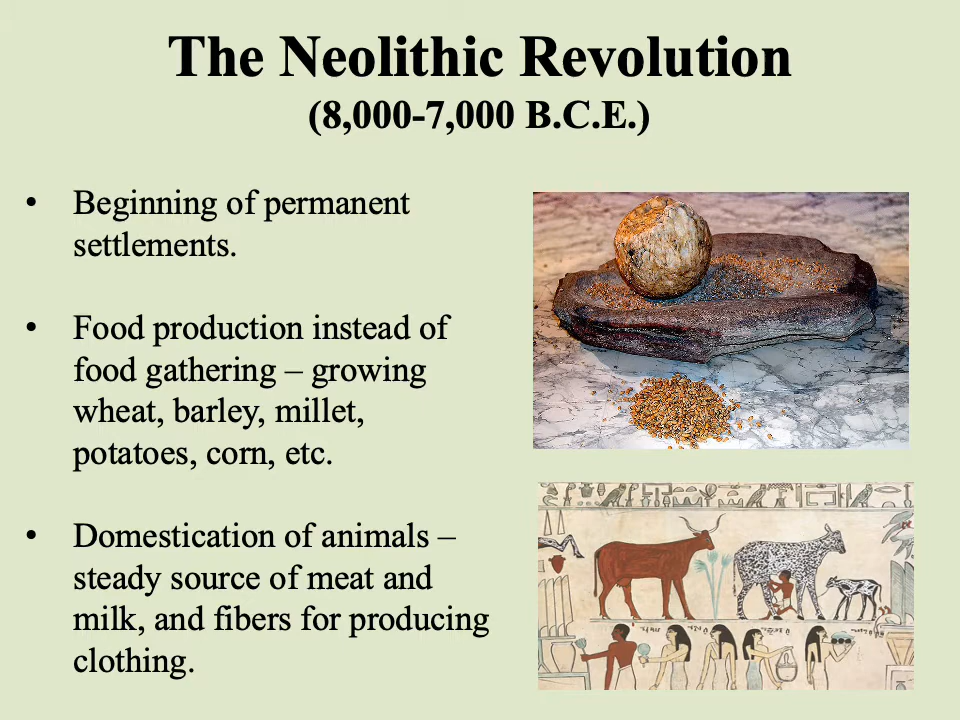 The Neolithic Revolution
(8,000-7,000 B.C.E.)
• Beginning of permanent
settlements.
• Food production instead of
food gathering – growing
wheat, barley, millet,
potatoes, corn, etc.
• Domestication of animals –
steady source of meat and
milk, and fibers for producing
clothing.